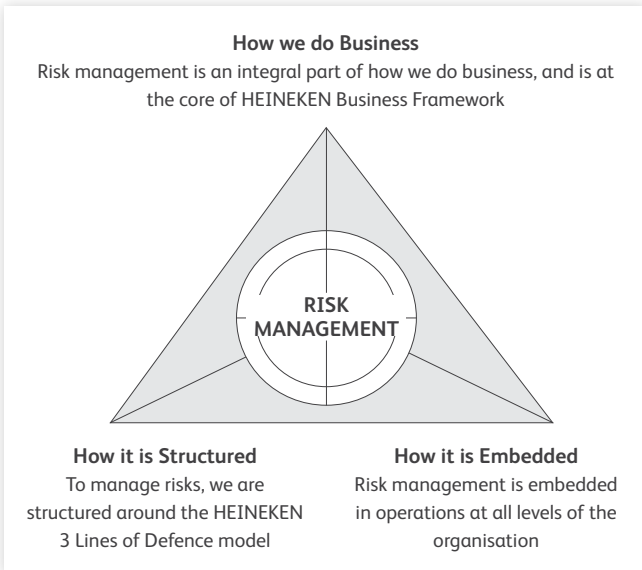 How we do Business
Risk management is an integral part of how we do business, and is at
the core of HEINEKEN Business Framework
RISK
MANAGEMENT
How it is Structured
To manage risks, we are
structured around the HEINEKEN
3 Lines of Defence model
How it is Embedded
Risk management is embedded
in operations at all levels of the
organisation